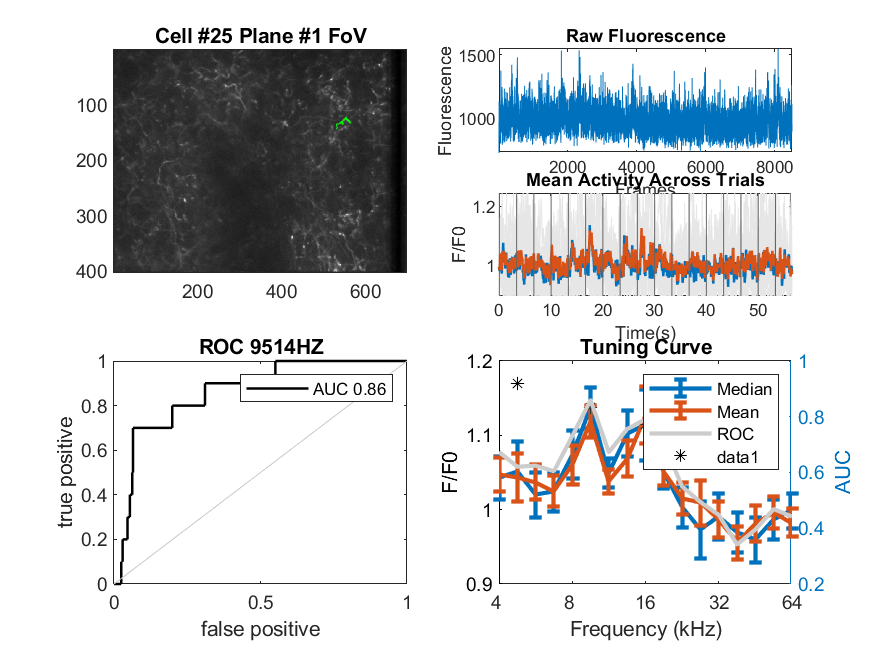 Cell #25 Plane #1 FoV
100
200
300
400
200
400
600
Raw Fluorescence
1500
1000
Fluorescence
2000
4000
6000
8000
Frames
Mean Activity Across Trials
1.2
1
F/F0
0
10
20
30
40
50
Time(s)
ROC 9514HZ
1
0.8
0.6
0.4
0.2
0
true positive
AUC 0.86
0
0.5
1
false positive
Tuning Curve
1.2
1.1
1
0.9
F/F0
Median
Mean
ROC
data1
1
0.8
0.6
0.4
0.2
AUC
4
8
16
32
64
Frequency (kHz)